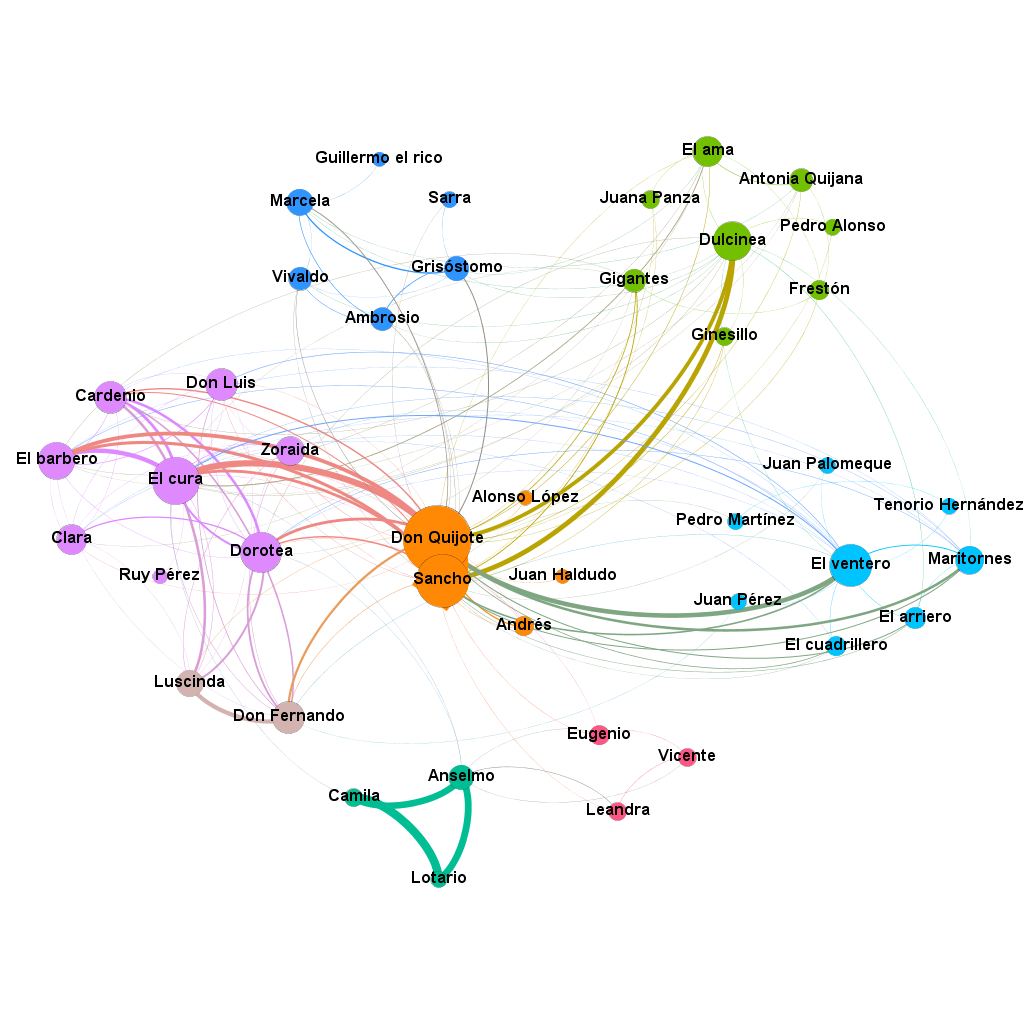 El ama
Guillermo el rico
Antonia Quijana
Juana Panza
Sarra
Marcela
Pedro Alonso
Dulcinea
Grisóstomo
Vivaldo
Gigantes
Frestón
Ambrosio
Ginesillo
Don Luis
Cardenio
Zoraida
El barbero
Juan Palomeque
El cura
Alonso López
Tenorio Hernández
Pedro Martínez
Clara
Don Quijote
Dorotea
Maritornes
El ventero
Ruy Pérez
Juan Haldudo
Sancho
Juan Pérez
El arriero
Andrés
El cuadrillero
Luscinda
Don Fernando
Eugenio
Vicente
Anselmo
Camila
Leandra
Lotario